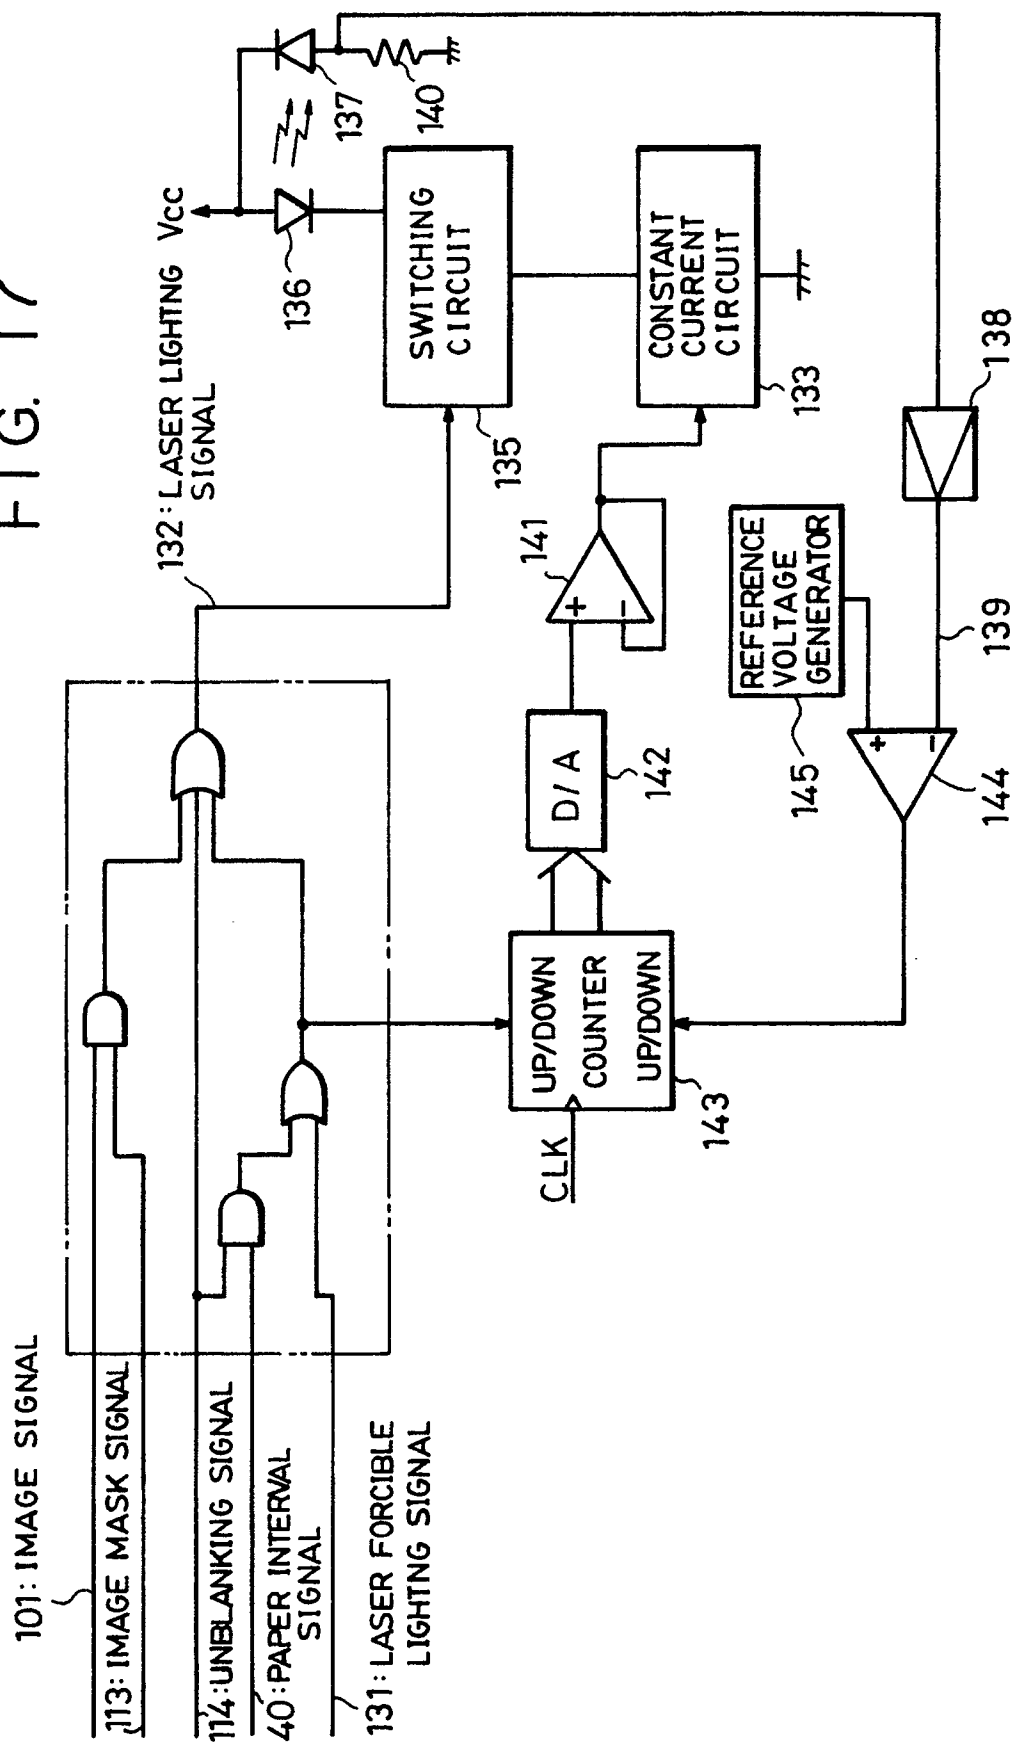 FIG. 17
101: IMAGE SIGNAL
113: IMAGE MASK SIGNAL
114: UNBLANKING SIGNAL
40: PAPER INTERVAL
SIGNAL
131: LASER FORCIBLE
LIGHTING SIGNAL
132: LASER LIGHTNG
SIGNAL
Vcc
136
137
140
SWITCHING
CIRCUIT
135
CONSTANT
CURRENT
CIRCUIT
133
141
+
−
D/A
142
UP/DOWN
COUNTER
UP/DOWN
CLK
143
REFERENCE
VOLTAGE
GENERATOR
145
+
−
144
139
138